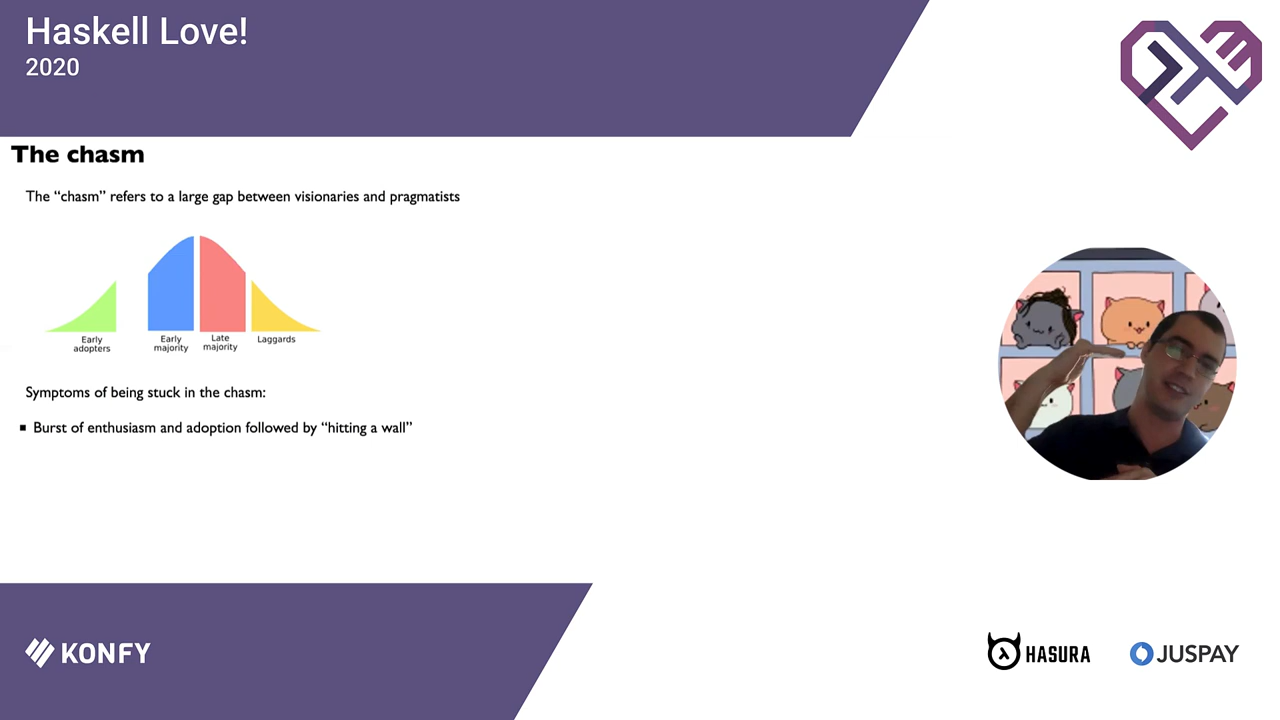 Haskell Love!
2020
The chasm
The “chasm” refers to a large gap between visionaries and pragmatists
Early
adopters
Early
majority
Late
majority
Laggards
Symptoms of being stuck in the chasm:
▪ Burst of enthusiasm and adoption followed by “hitting a wall”
KONFY
HASURA
JUSPAY